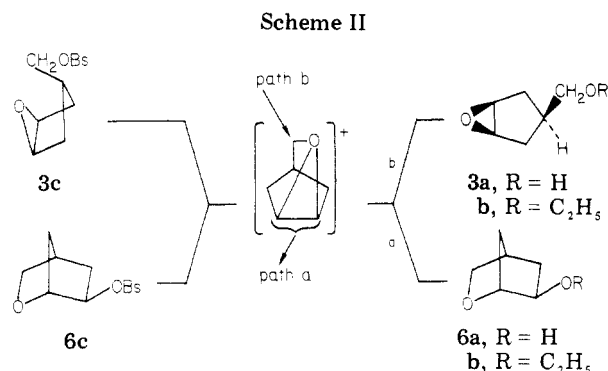 Scheme II
CH₂OBs
O
3c
O
OBs
6c
path b
O
+
path a
b
a
O
CH₂OR
H
3a, R = H
b, R = C₂H₅
O
OR
6a, R = H
b, R = C₂H₅